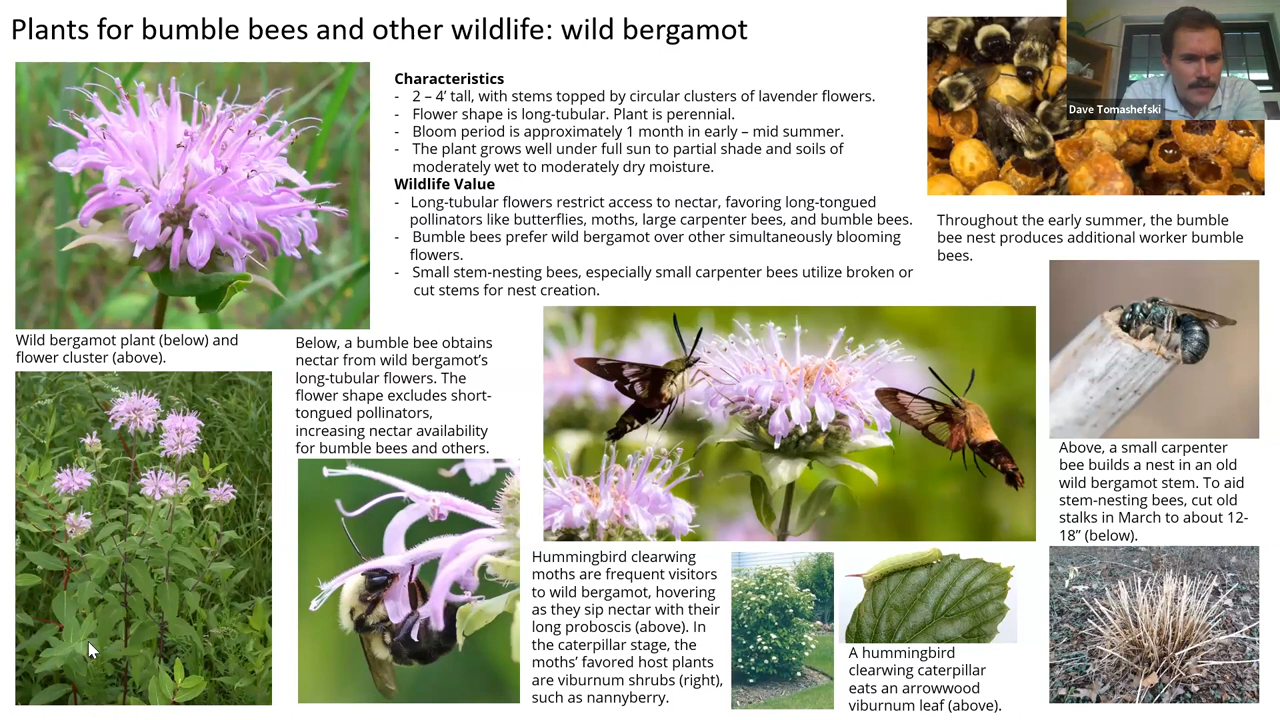 Plants for bumble bees and other wildlife: wild bergamot
Dave Tomashefski
Characteristics
- 2 – 4' tall, with stems topped by circular clusters of lavender flowers.
- Flower shape is long-tubular. Plant is perennial.
- Bloom period is approximately 1 month in early – mid summer.
- The plant grows well under full sun to partial shade and soils of
moderately wet to moderately dry moisture.
Wildlife Value
- Long-tubular flowers restrict access to nectar, favoring long-tongued
pollinators like butterflies, moths, large carpenter bees, and bumble bees.
- Bumble bees prefer wild bergamot over other simultaneously blooming
flowers.
- Small stem-nesting bees, especially small carpenter bees utilize broken or
cut stems for nest creation.
Throughout the early summer, the bumble
bee nest produces additional worker bumble
bees.
Wild bergamot plant (below) and
flower cluster (above).
Below, a bumble bee obtains
nectar from wild bergamot's
long-tubular flowers. The
flower shape excludes short-
tongued pollinators,
increasing nectar availability
for bumble bees and others.
Above, a small carpenter
bee builds a nest in an old
wild bergamot stem. To aid
stem-nesting bees, cut old
stalks in March to about 12-
18" (below).
Hummingbird clearwing
moths are frequent visitors
to wild bergamot, hovering
as they sip nectar with their
long proboscis (above). In
the caterpillar stage, the
moths' favored host plants
are viburnum shrubs (right),
such as nannyberry.
A hummingbird
clearwing caterpillar
eats an arrowwood
viburnum leaf (above).